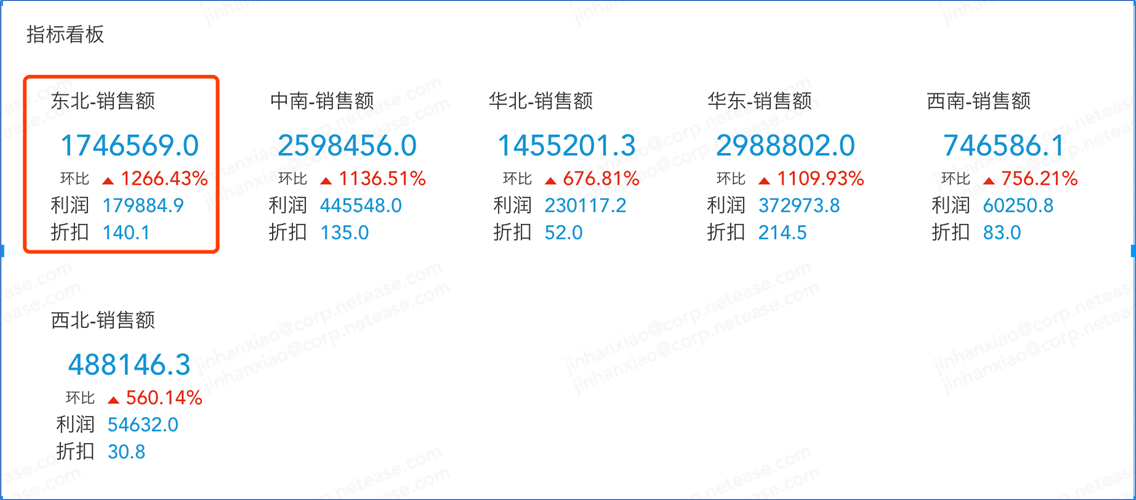 指标看板
东北-销售额
1746569.0
环比 ▲ 1266.43%
利润 179884.9
折扣 140.1
中南-销售额
2598456.0
环比 ▲ 1136.51%
利润 445548.0
折扣 135.0
华北-销售额
1455201.3
环比 ▲ 676.81%
利润 230117.2
折扣 52.0
华东-销售额
2988802.0
环比 ▲ 1109.93%
利润 372973.8
折扣 214.5
西南-销售额
746586.1
环比 ▲ 756.21%
利润 60250.8
折扣 83.0
西北-销售额
488146.3
环比 ▲ 560.14%
利润 54632.0
折扣 30.8
jinhanxiao@corp.netease.com